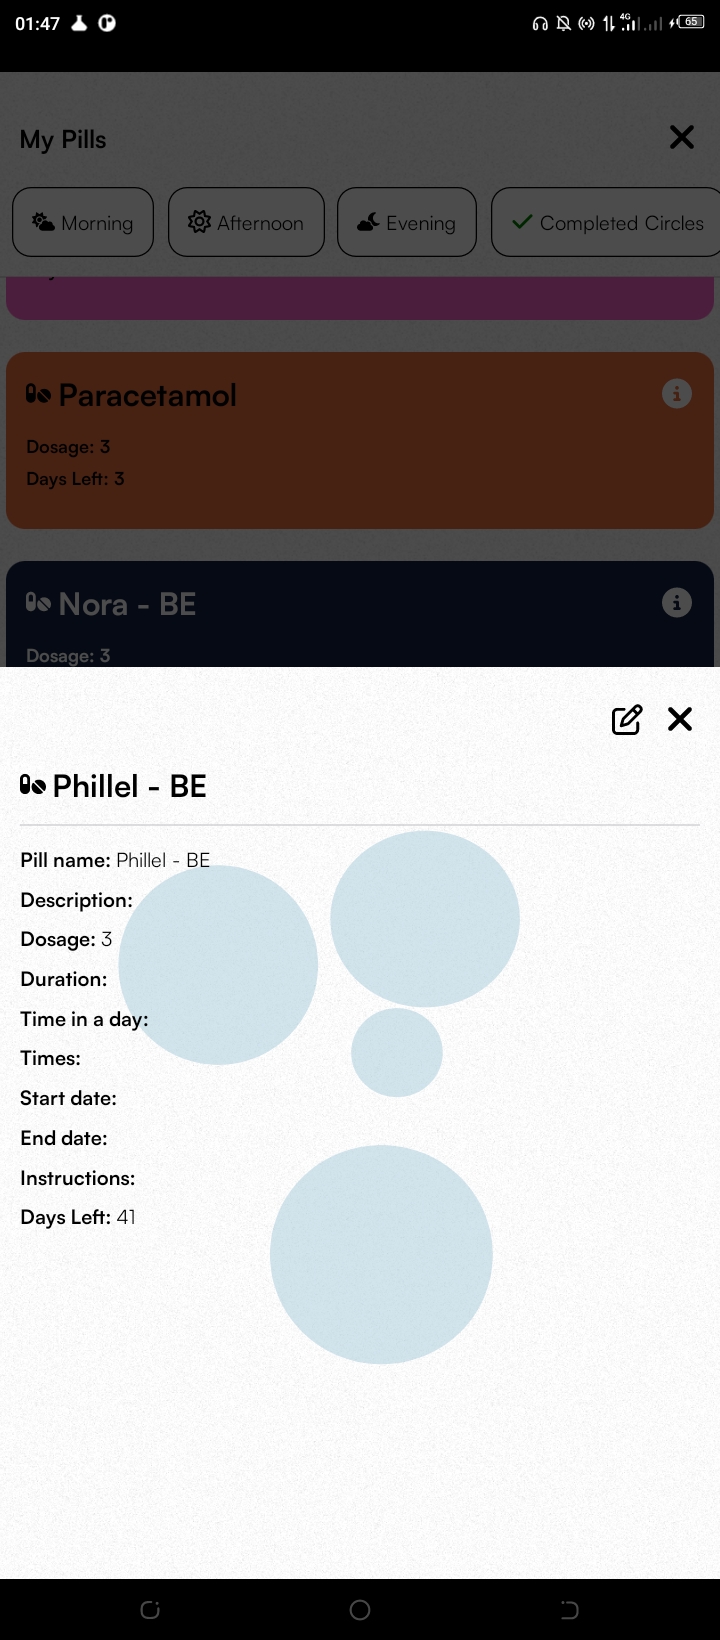 01:47
4G
65
My Pills
Morning
Afternoon
Evening
Completed Circles
Paracetamol
Dosage: 3
Days Left: 3
Nora - BE
Dosage: 3
Phillel - BE
Pill name: Phillel - BE
Description:
Dosage: 3
Duration:
Time in a day:
Times:
Start date:
End date:
Instructions:
Days Left: 41